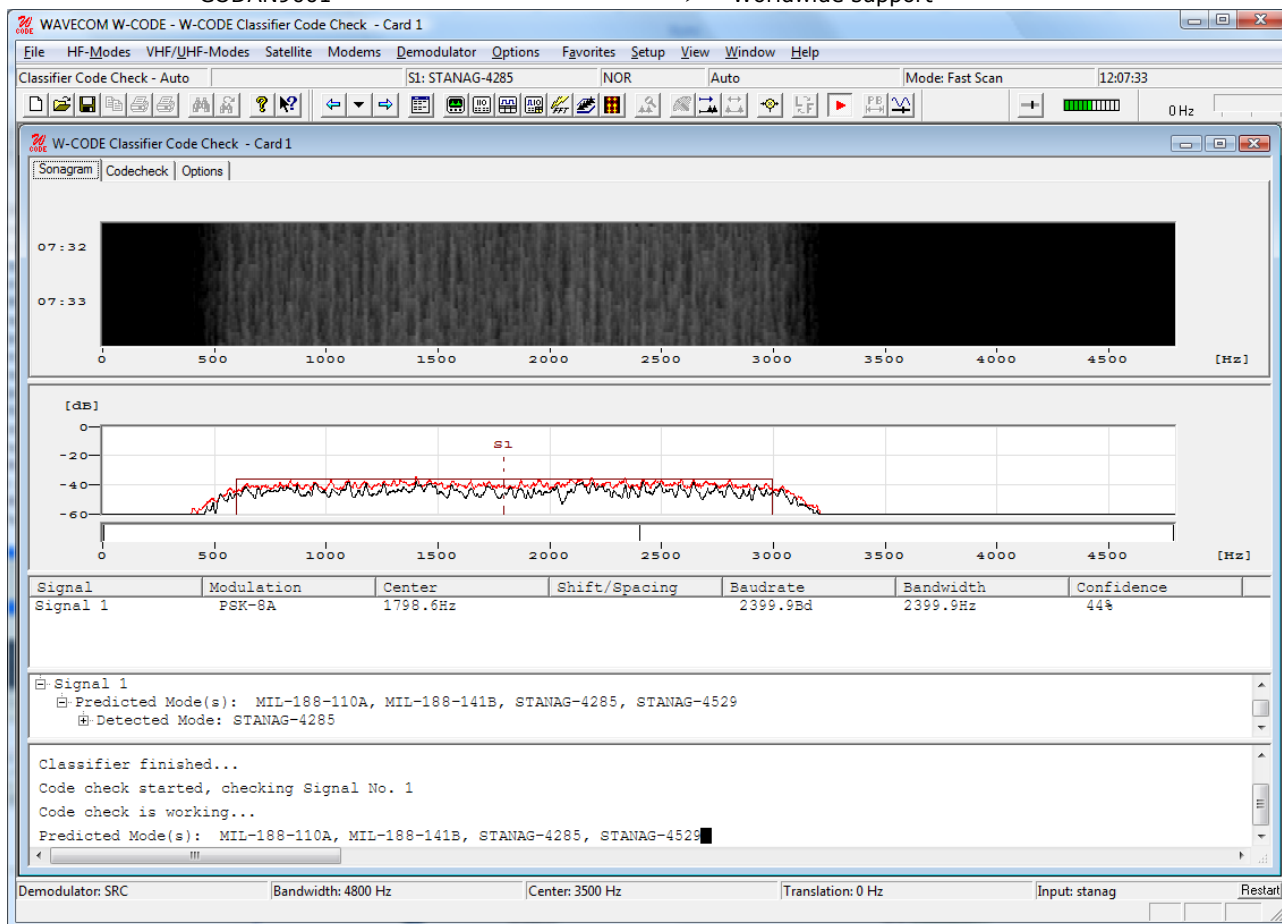 CODAN9001 Worldwide support
WAVECOM W-CODE - W-CODE Classifier Code Check - Card 1
File HF-Modes VHF/UHF-Modes Satellite Modems Demodulator Options Favorites Setup View Window Help
Classifier Code Check - Auto S1: STANAG-4285 NOR Auto Mode: Fast Scan 12:07:33
0 Hz
W-CODE Classifier Code Check - Card 1
Sonagram Codecheck Options
07:32
07:33
0 500 1000 1500 2000 2500 3000 3500 4000 4500 [Hz]
[dB]
0
S1
-20
-40
-60
0 500 1000 1500 2000 2500 3000 3500 4000 4500 [Hz]
Signal Modulation Center Shift/Spacing Baudrate Bandwidth Confidence
Signal 1 PSK-8A 1798.6Hz 2399.9Bd 2399.9Hz 44%
Signal 1
Predicted Mode(s): MIL-188-110A, MIL-188-141B, STANAG-4285, STANAG-4529
Detected Mode: STANAG-4285
Classifier finished...
Code check started, checking Signal No. 1
Code check is working...
Predicted Mode(s): MIL-188-110A, MIL-188-141B, STANAG-4285, STANAG-4529
Demodulator: SRC Bandwidth: 4800 Hz Center: 3500 Hz Translation: 0 Hz Input: stanag Restart